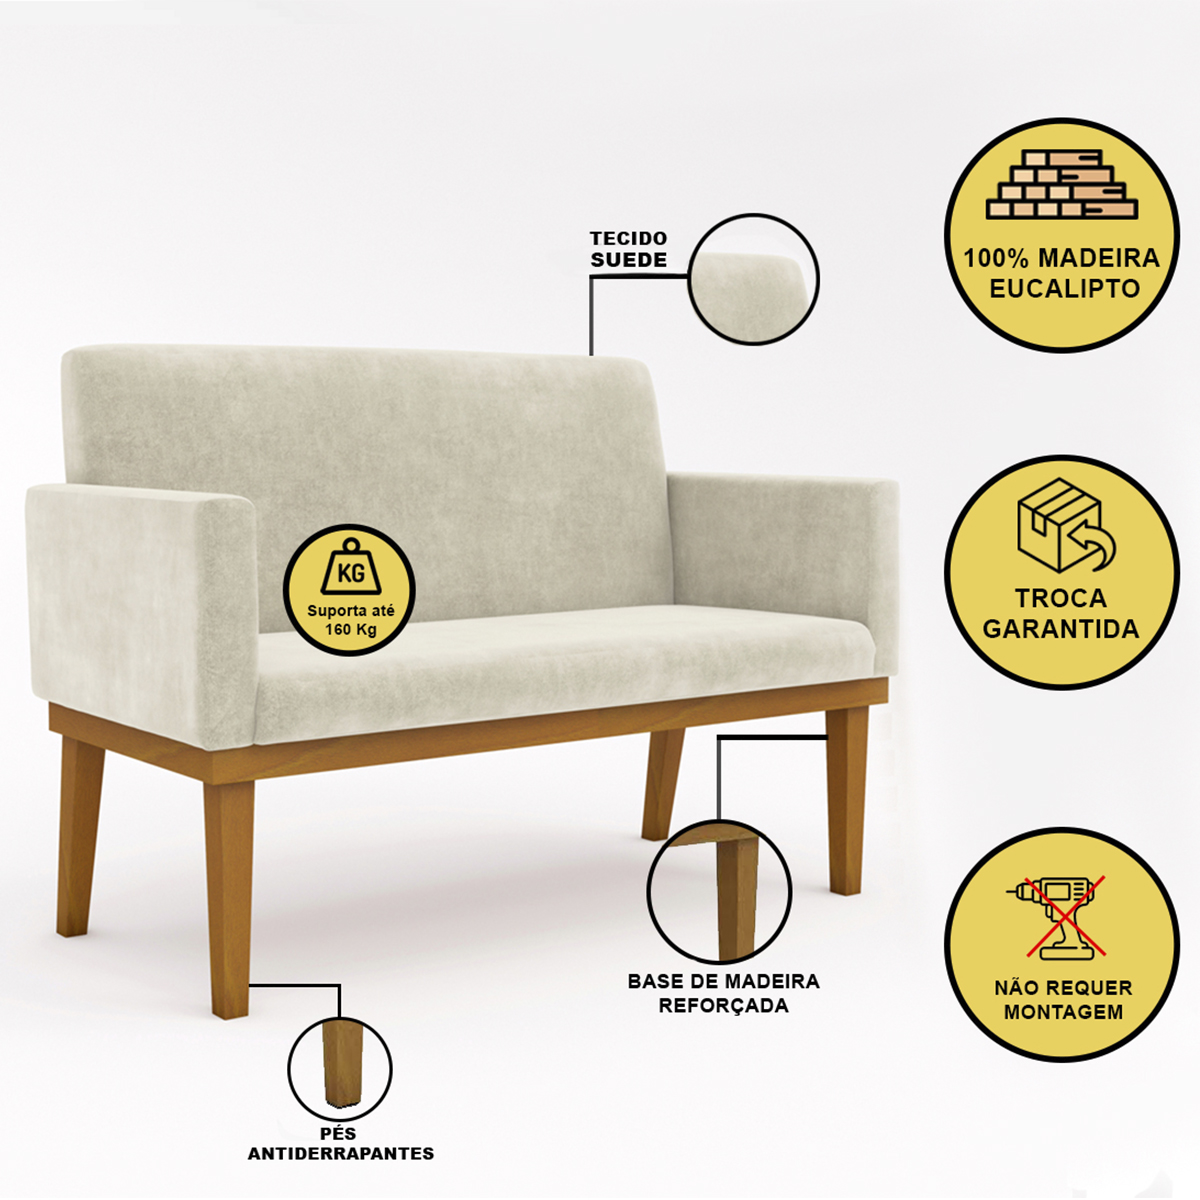 TECIDO
SUEDE
100% MADEIRA
EUCALIPTO
KG
Suporta até
160 Kg
TROCA
GARANTIDA
BASE DE MADEIRA
REFORÇADA
NÃO REQUER
MONTAGEM
PÉS
ANTIDERRAPANTES